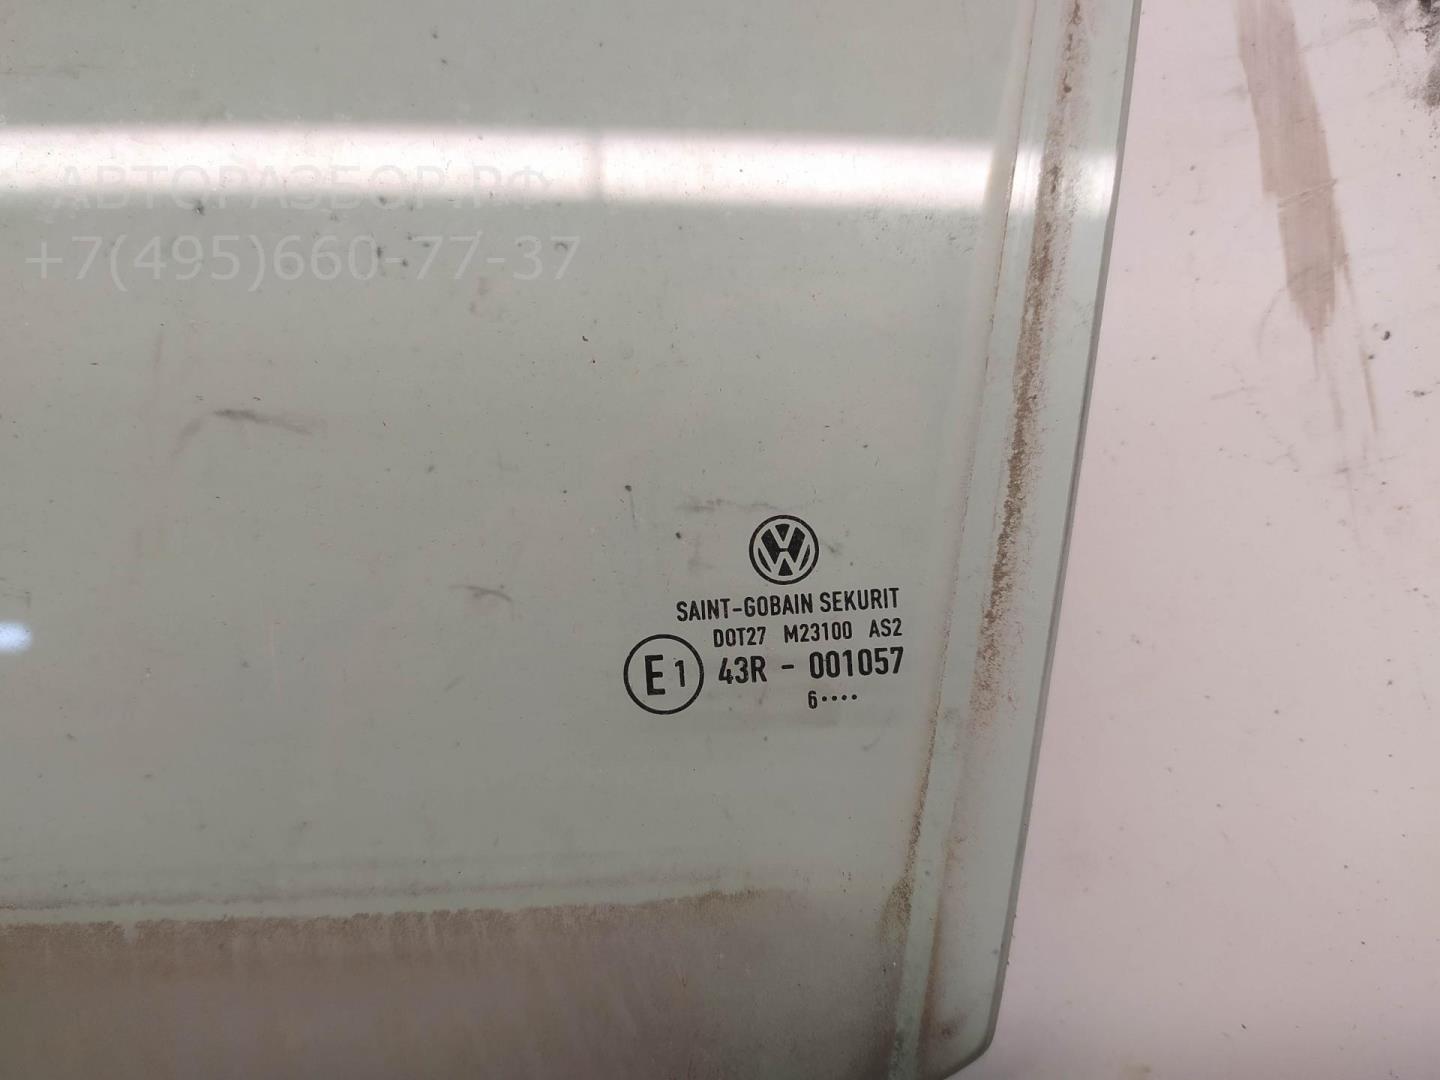 АВТОРАЗБОР.РФ
+7(495)660-77-37
SAINT-GOBAIN SEKURIT
DOT27 M23100 AS2
E1 43R - 001057
6····